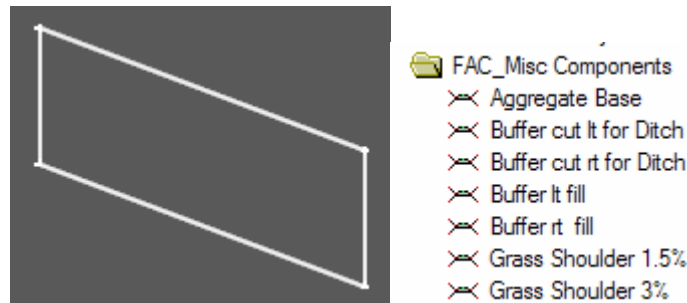 FAC_Misc Components
Aggregate Base
Buffer cut lt for Ditch
Buffer cut rt for Ditch
Buffer lt fill
Buffer rt  fill
Grass Shoulder 1.5%
Grass Shoulder 3%